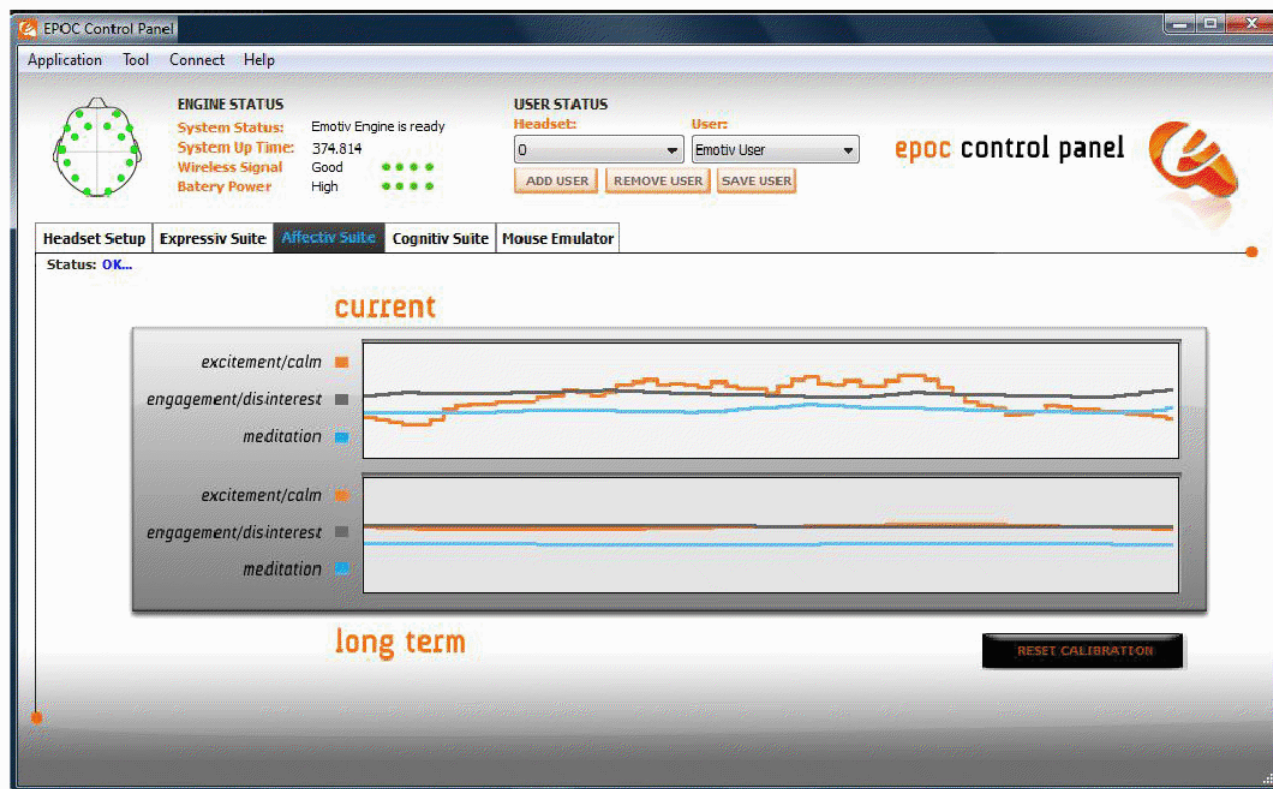 EPOC Control Panel
Application Tool Connect Help
ENGINE STATUS
System Status: Emotiv Engine is ready
System Up Time: 374.814
Wireless Signal Good
Batery Power High
USER STATUS
Headset: User:
0 Emotiv User
ADD USER REMOVE USER SAVE USER
epoc control panel
Headset Setup Expressiv Suite Affectiv Suite Cognitiv Suite Mouse Emulator
Status: OK...
current
excitement/calm
engagement/disinterest
meditation
excitement/calm
engagement/disinterest
meditation
long term
RESET CALIBRATION